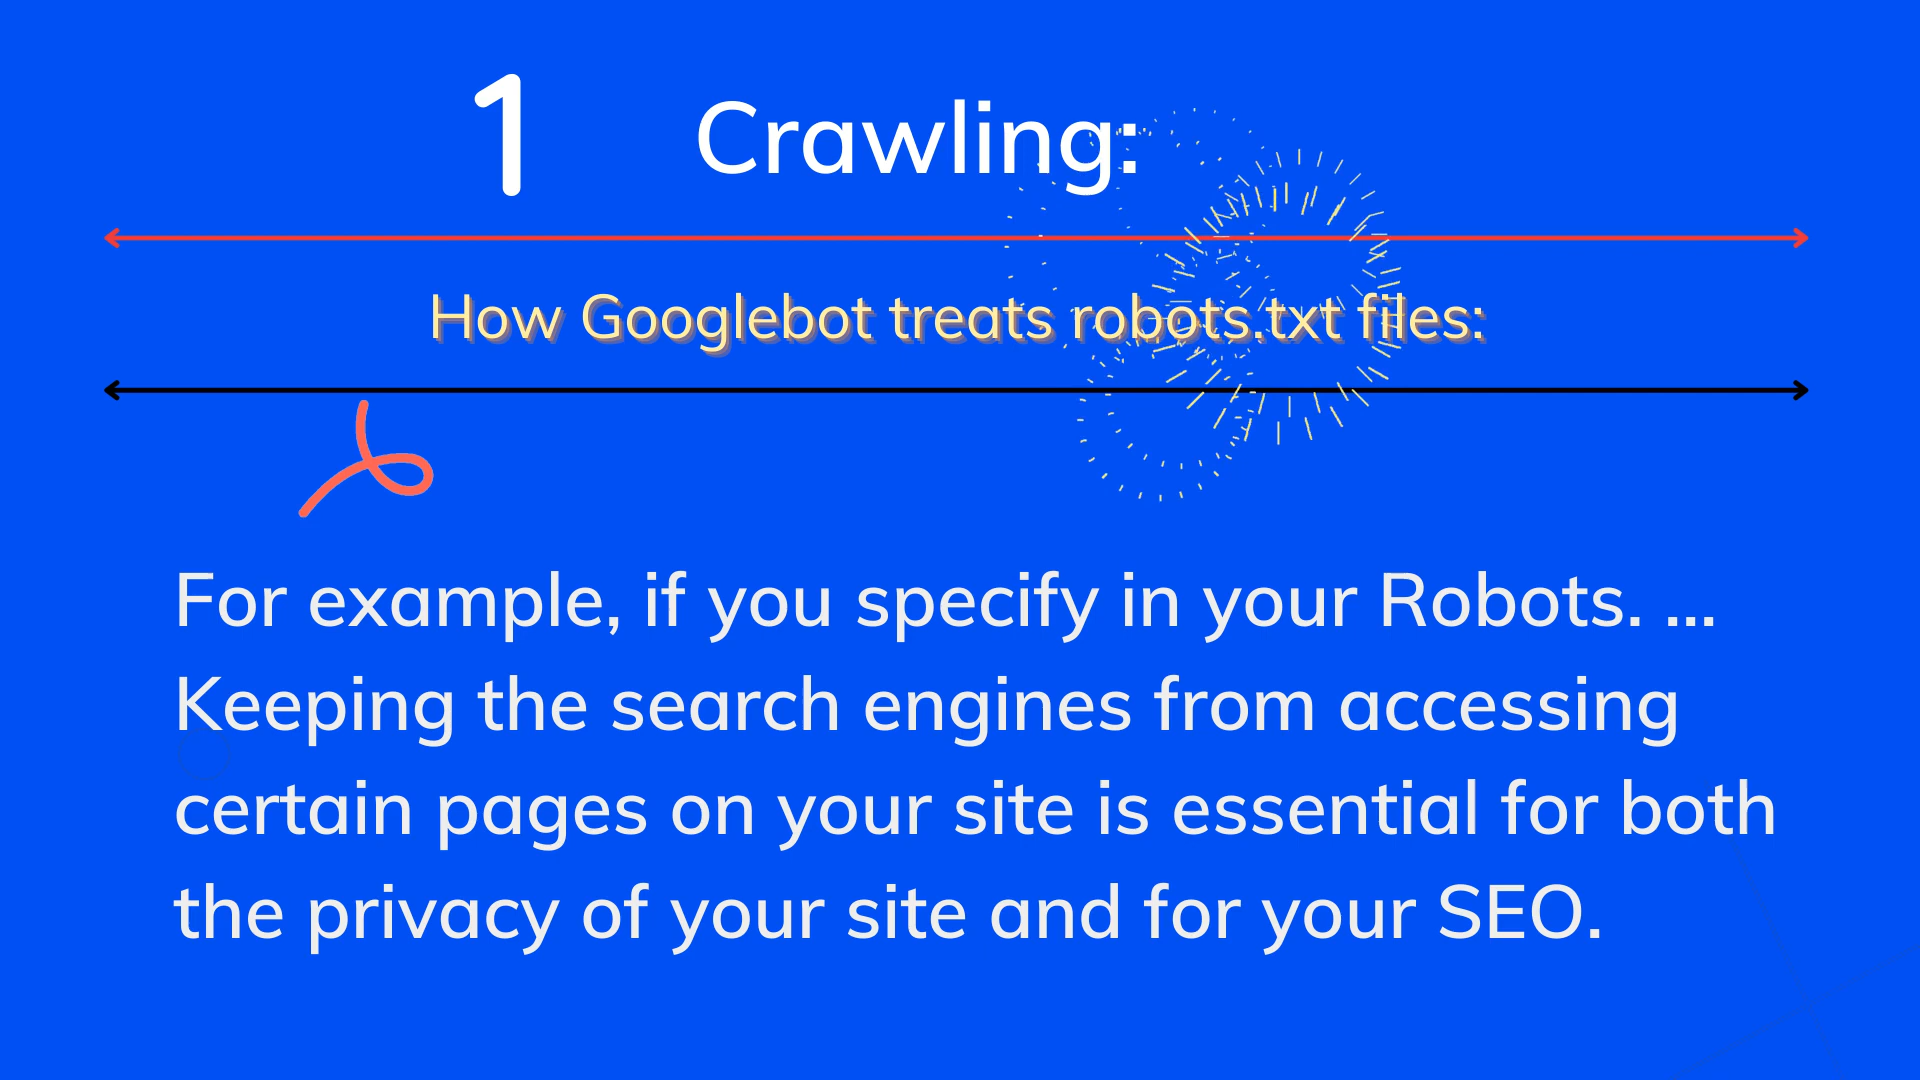 1 Crawling:
How Googlebot treats robots.txt files:
For example, if you specify in your Robots. ...
Keeping the search engines from accessing
certain pages on your site is essential for both
the privacy of your site and for your SEO.